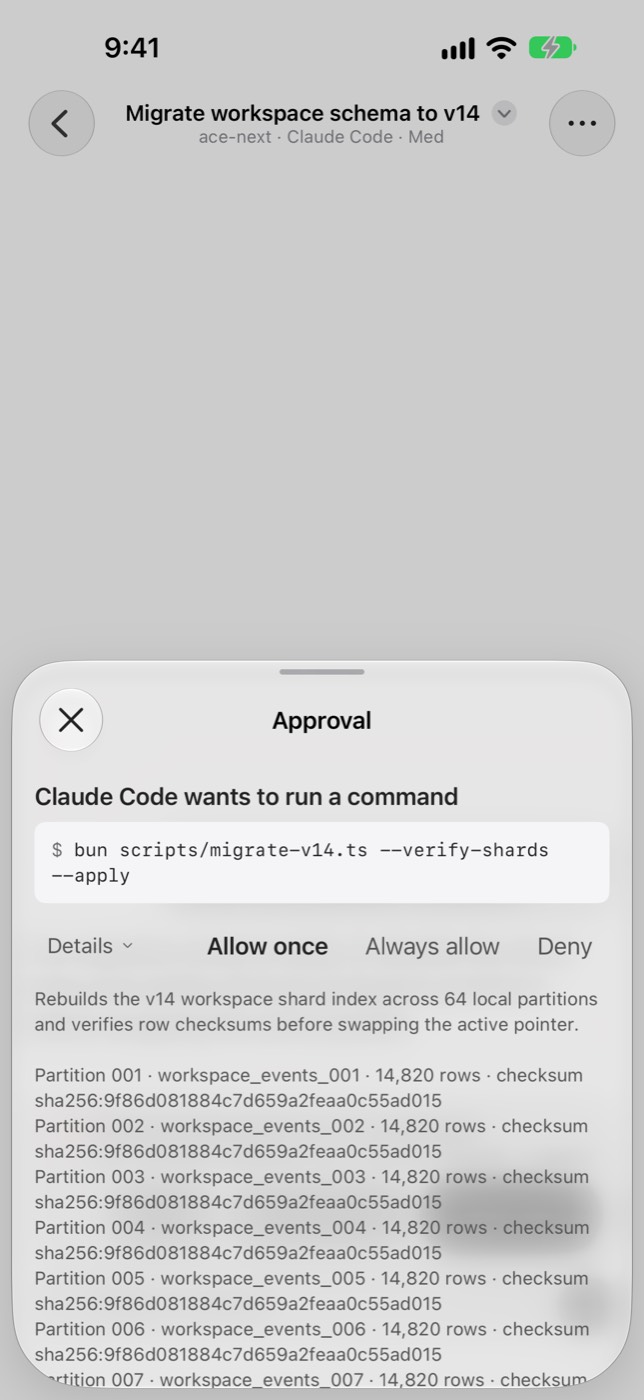 9:41
Migrate workspace schema to v14
ace-next · Claude Code · Med
Approval
Claude Code wants to run a command
$ bun scripts/migrate-v14.ts --verify-shards
--apply
Details
Allow once
Always allow
Deny
Rebuilds the v14 workspace shard index across 64 local partitions
and verifies row checksums before swapping the active pointer.
Partition 001 · workspace_events_001 · 14,820 rows · checksum
sha256:9f86d081884c7d659a2feaa0c55ad015
Partition 002 · workspace_events_002 · 14,820 rows · checksum
sha256:9f86d081884c7d659a2feaa0c55ad015
Partition 003 · workspace_events_003 · 14,820 rows · checksum
sha256:9f86d081884c7d659a2feaa0c55ad015
Partition 004 · workspace_events_004 · 14,820 rows · checksum
sha256:9f86d081884c7d659a2feaa0c55ad015
Partition 005 · workspace_events_005 · 14,820 rows · checksum
sha256:9f86d081884c7d659a2feaa0c55ad015
Partition 006 · workspace_events_006 · 14,820 rows · checksum
sha256:9f86d081884c7d659a2feaa0c55ad015
Partition 007 · workspace_events_007 · 14,820 rows · checksum